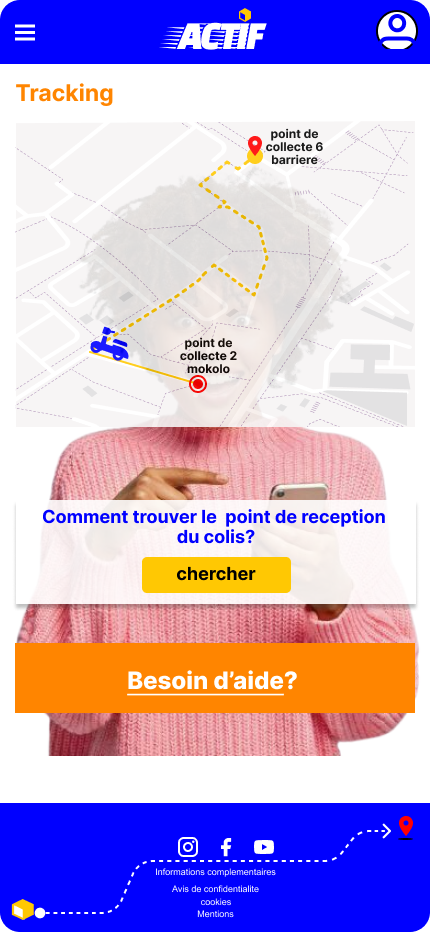 ACTIF
Tracking
point de
collecte 6
barriere
point de
collecte 2
mokolo
Comment trouver le  point de reception
du colis?
chercher
Besoin d’aide?
Informations complementaires
Avis de confidentialite
cookies
Mentions